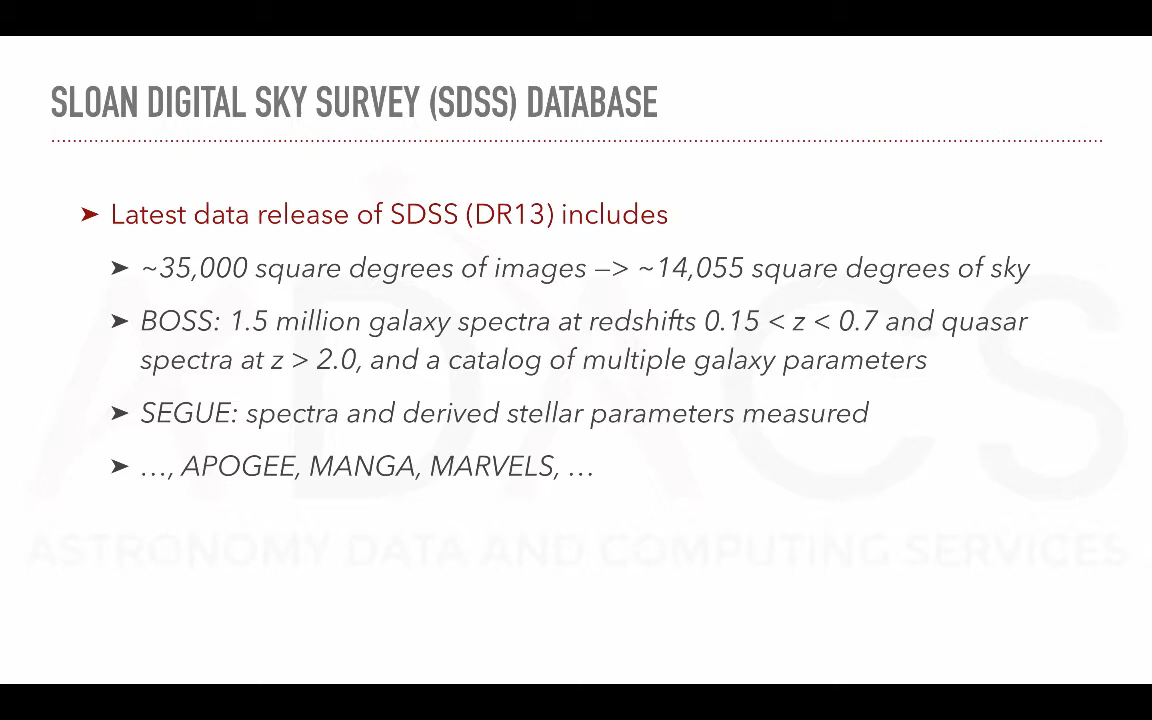 SLOAN DIGITAL SKY SURVEY (SDSS) DATABASE
➤ Latest data release of SDSS (DR13) includes
➤ ~35,000 square degrees of images —> ~14,055 square degrees of sky
➤ BOSS: 1.5 million galaxy spectra at redshifts 0.15 < z < 0.7 and quasar
spectra at z > 2.0, and a catalog of multiple galaxy parameters
➤ SEGUE: spectra and derived stellar parameters measured
➤ …, APOGEE, MANGA, MARVELS, …
ADACS
ASTRONOMY DATA AND COMPUTING SERVICES